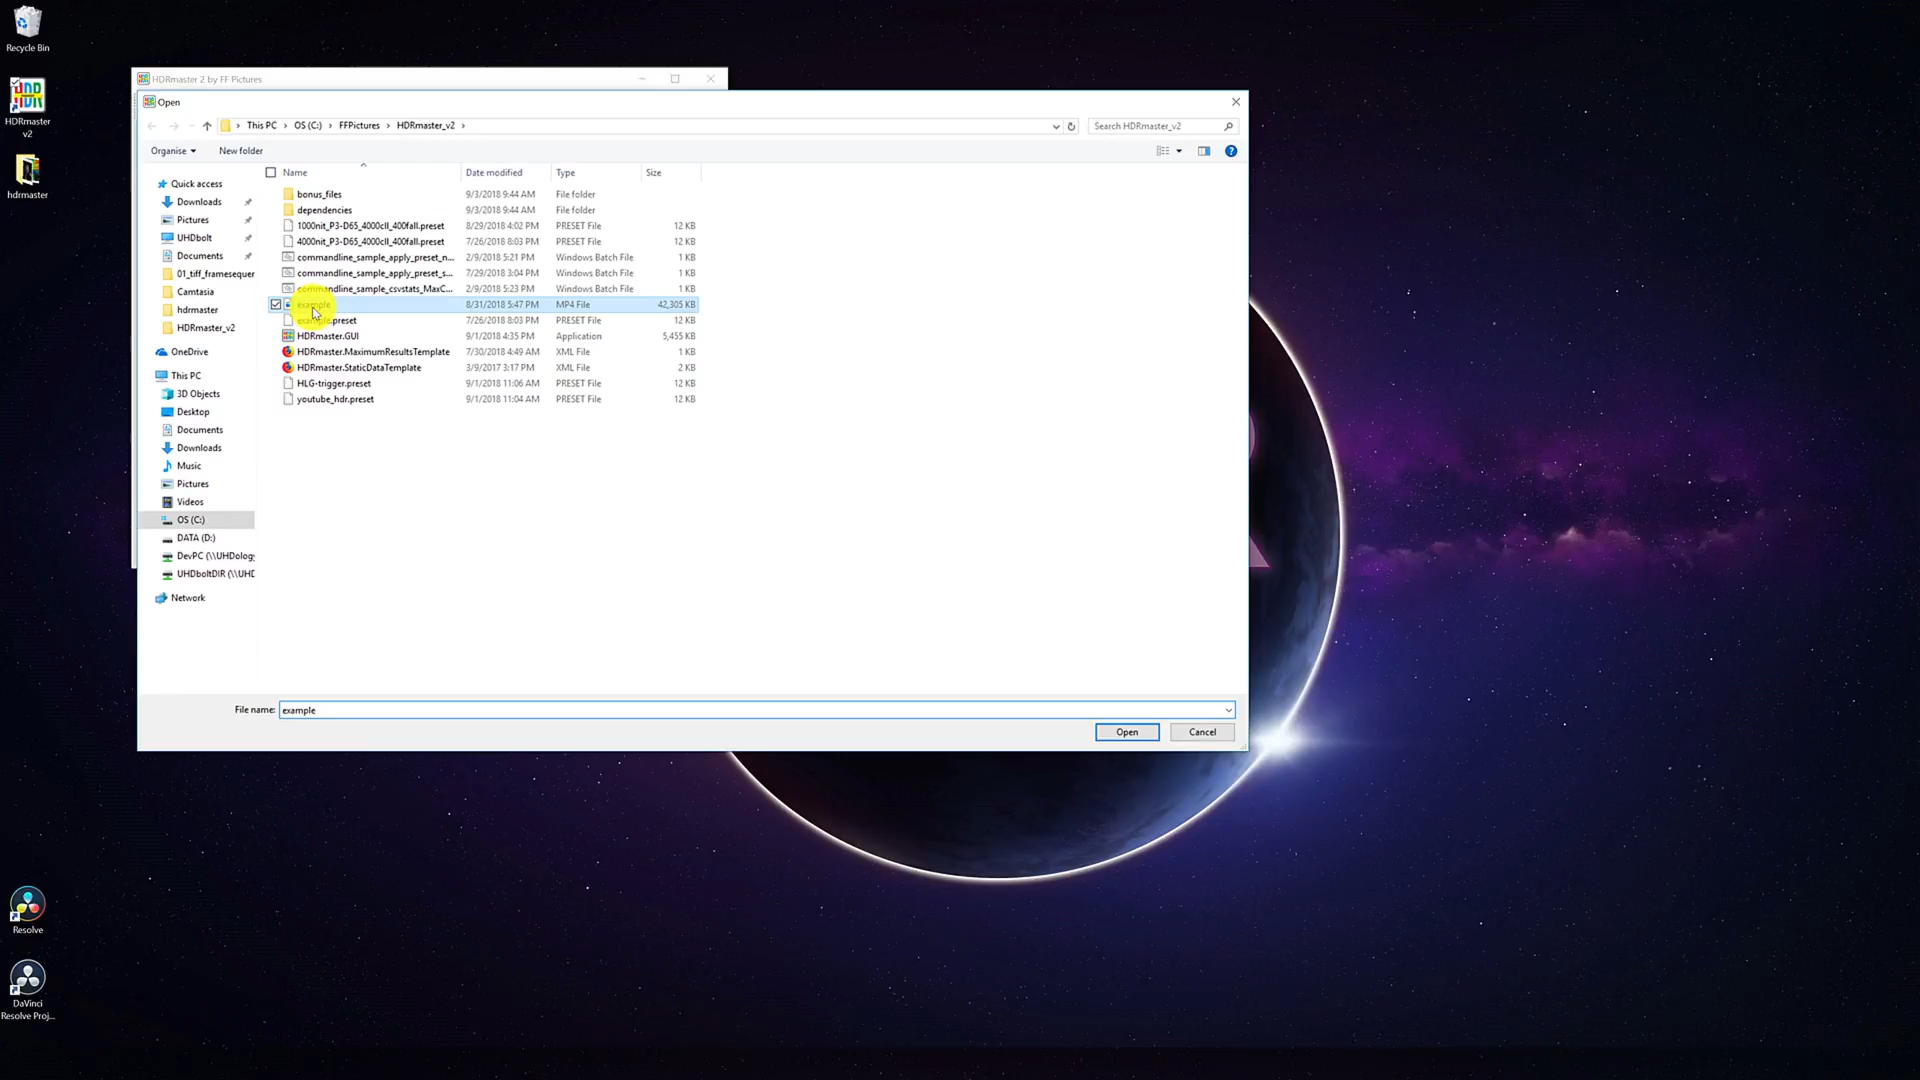 Recycle Bin
HDR
HDRmaster
v2
hdrmaster
HDRmaster 2 by FF Pictures
Open
This PC > OS (C:) > FFPictures > HDRmaster_v2 >
Search HDRmaster_v2
Organise
New folder
Name Date modified Type Size
Quick access
Downloads
Pictures
UHDbolt
Documents
01_tiff_framesequer
Camtasia
hdrmaster
HDRmaster_v2
OneDrive
This PC
3D Objects
Desktop
Documents
Downloads
Music
Pictures
Videos
OS (C:)
DATA (D:)
DevPC (\\UHDology
UHDboltDIR (\\UHD
Network
bonus_files 9/3/2018 9:44 AM File folder
dependencies 9/3/2018 9:44 AM File folder
1000nit_P3-D65_4000cll_400fall.preset 8/29/2018 4:02 PM PRESET File 12 KB
4000nit_P3-D65_4000cll_400fall.preset 7/26/2018 8:03 PM PRESET File 12 KB
commandline_sample_apply_preset_n... 2/9/2018 5:21 PM Windows Batch File 1 KB
commandline_sample_apply_preset_s... 7/29/2018 3:04 PM Windows Batch File 1 KB
commandline_sample_csvstats_MaxC... 2/9/2018 5:23 PM Windows Batch File 1 KB
example 8/31/2018 5:47 PM MP4 File 42,305 KB
example.preset 7/26/2018 8:03 PM PRESET File 12 KB
HDRmaster.GUI 9/1/2018 4:35 PM Application 5,455 KB
HDRmaster.MaximumResultsTemplate 7/30/2018 4:49 AM XML File 1 KB
HDRmaster.StaticDataTemplate 3/9/2017 3:17 PM XML File 2 KB
HLG-trigger.preset 9/1/2018 11:06 AM PRESET File 12 KB
youtube_hdr.preset 9/1/2018 11:04 AM PRESET File 12 KB
File name: example
Open Cancel
Resolve
DaVinci
Resolve Proj...